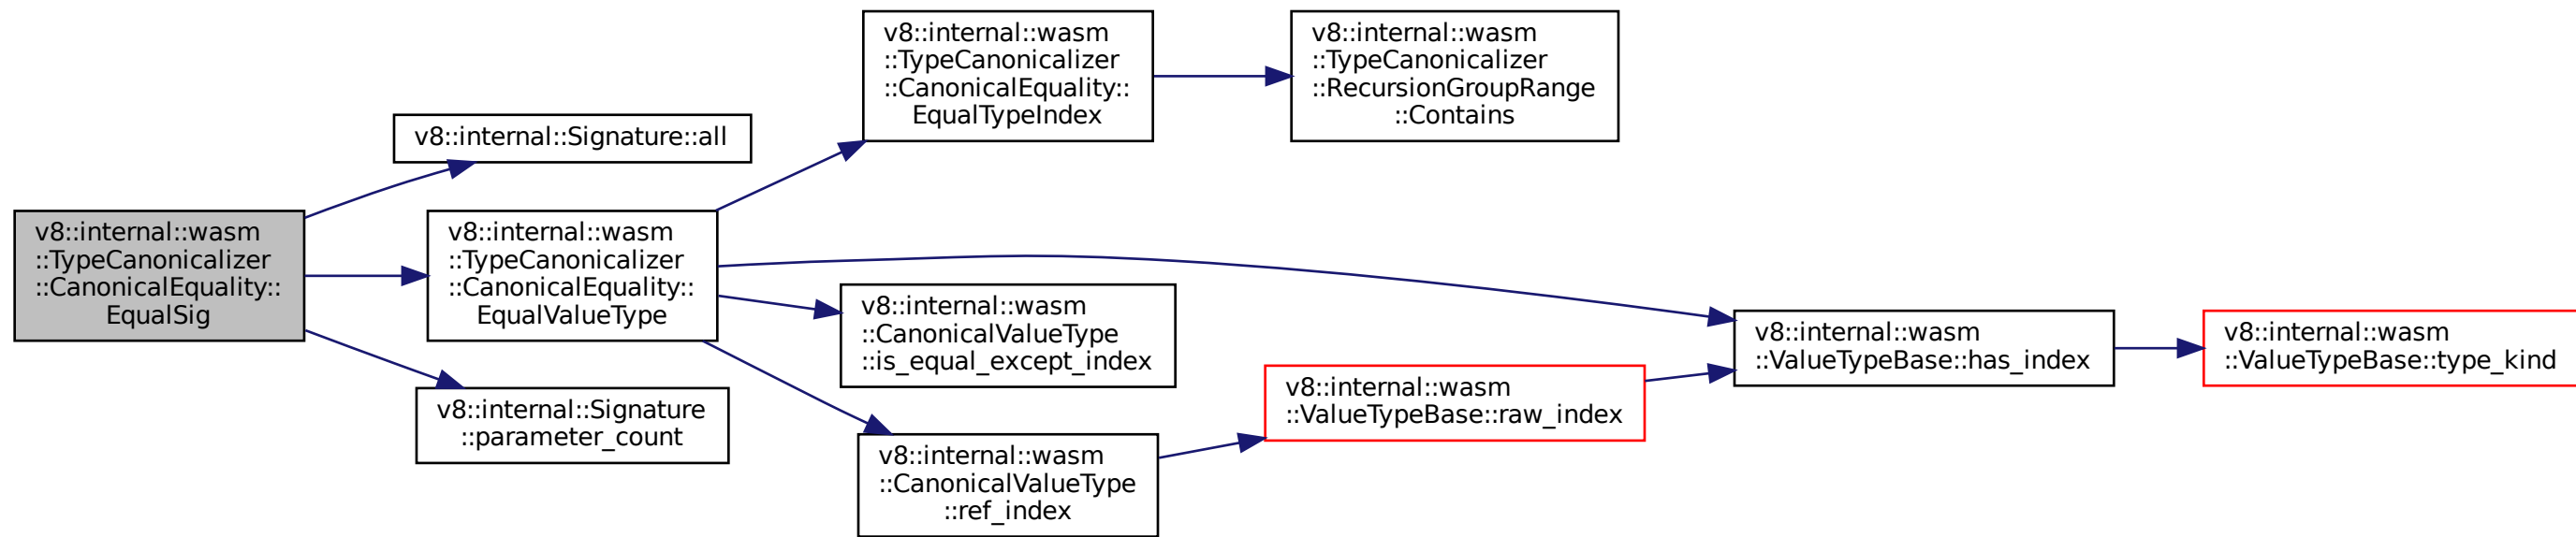 v8::internal::wasm
::TypeCanonicalizer
::CanonicalEquality::
EqualSig
v8::internal::Signature::all
v8::internal::wasm
::TypeCanonicalizer
::CanonicalEquality::
EqualValueType
v8::internal::Signature
::parameter_count
v8::internal::wasm
::TypeCanonicalizer
::CanonicalEquality::
EqualTypeIndex
v8::internal::wasm
::TypeCanonicalizer
::RecursionGroupRange
::Contains
v8::internal::wasm
::CanonicalValueType
::is_equal_except_index
v8::internal::wasm
::CanonicalValueType
::ref_index
v8::internal::wasm
::ValueTypeBase::raw_index
v8::internal::wasm
::ValueTypeBase::has_index
v8::internal::wasm
::ValueTypeBase::type_kind